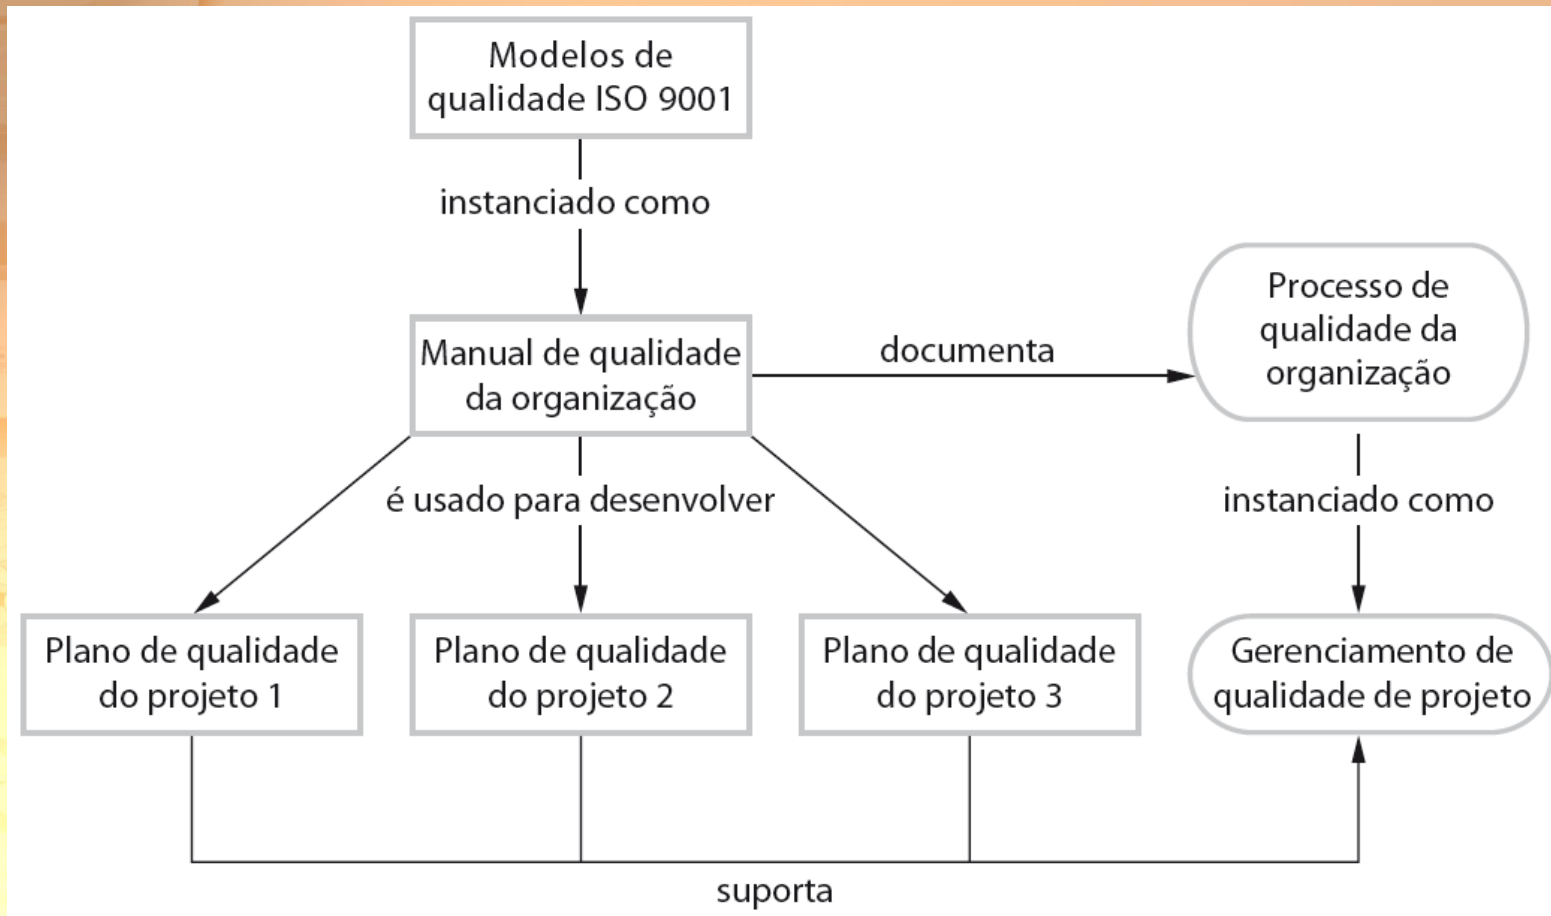 Modelos de
qualidade ISO 9001
instanciado como
Manual de qualidade
da organização
documenta
Processo de
qualidade da
organização
é usado para desenvolver
instanciado como
Plano de qualidade
do projeto 1
Plano de qualidade
do projeto 2
Plano de qualidade
do projeto 3
Gerenciamento de
qualidade de projeto
suporta